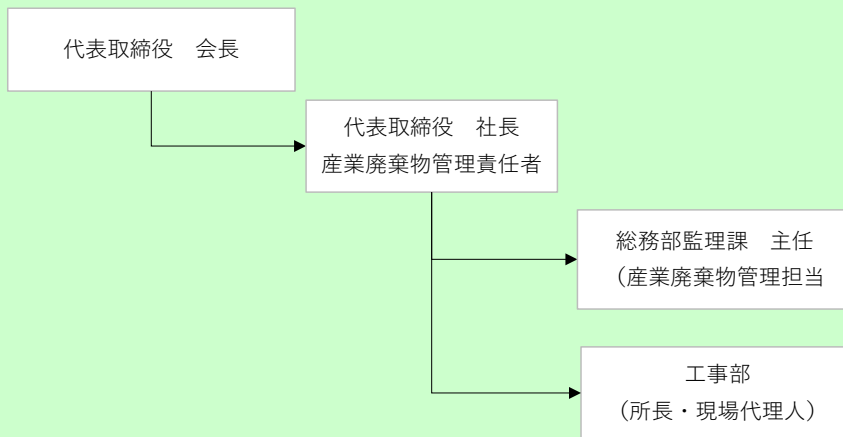 代表取締役　会長
代表取締役　社長
産業廃棄物管理責任者
総務部監理課　主任
（産業廃棄物管理担当
工事部
（所長・現場代理人）